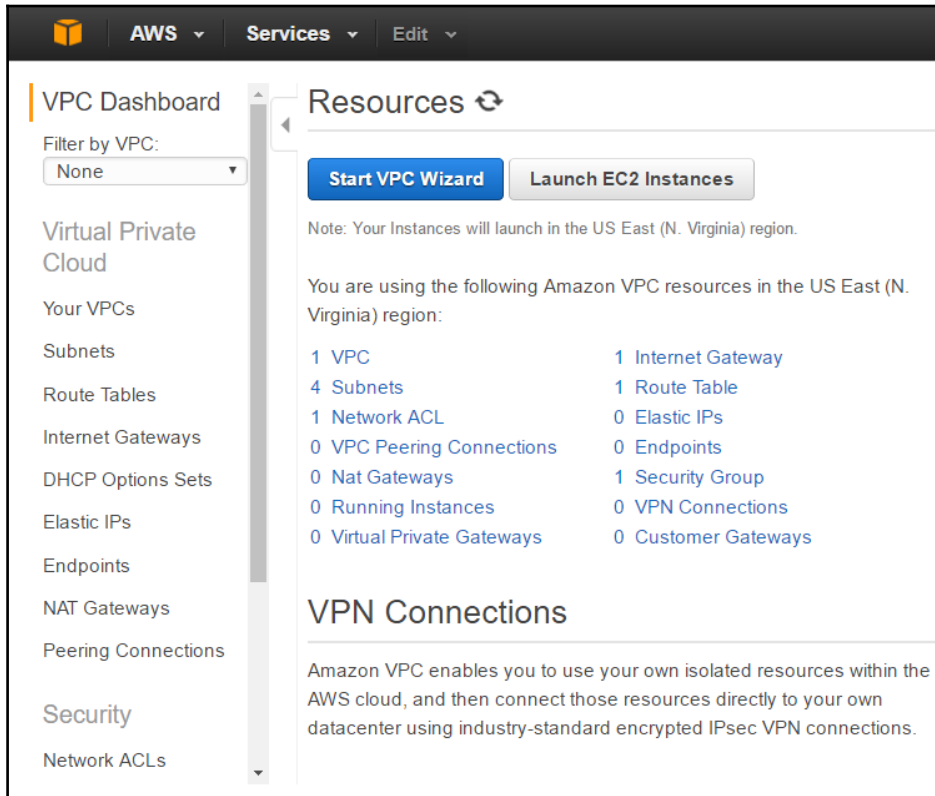 AWS Services Edit
VPC Dashboard
Filter by VPC:
None
Virtual Private
Cloud
Your VPCs
Subnets
Route Tables
Internet Gateways
DHCP Options Sets
Elastic IPs
Endpoints
NAT Gateways
Peering Connections
Security
Network ACLs
Resources
Start VPC Wizard Launch EC2 Instances
Note: Your Instances will launch in the US East (N. Virginia) region.
You are using the following Amazon VPC resources in the US East (N.
Virginia) region:
1 VPC 1 Internet Gateway
4 Subnets 1 Route Table
1 Network ACL 0 Elastic IPs
0 VPC Peering Connections 0 Endpoints
0 Nat Gateways 1 Security Group
0 Running Instances 0 VPN Connections
0 Virtual Private Gateways 0 Customer Gateways
VPN Connections
Amazon VPC enables you to use your own isolated resources within the
AWS cloud, and then connect those resources directly to your own
datacenter using industry-standard encrypted IPsec VPN connections.